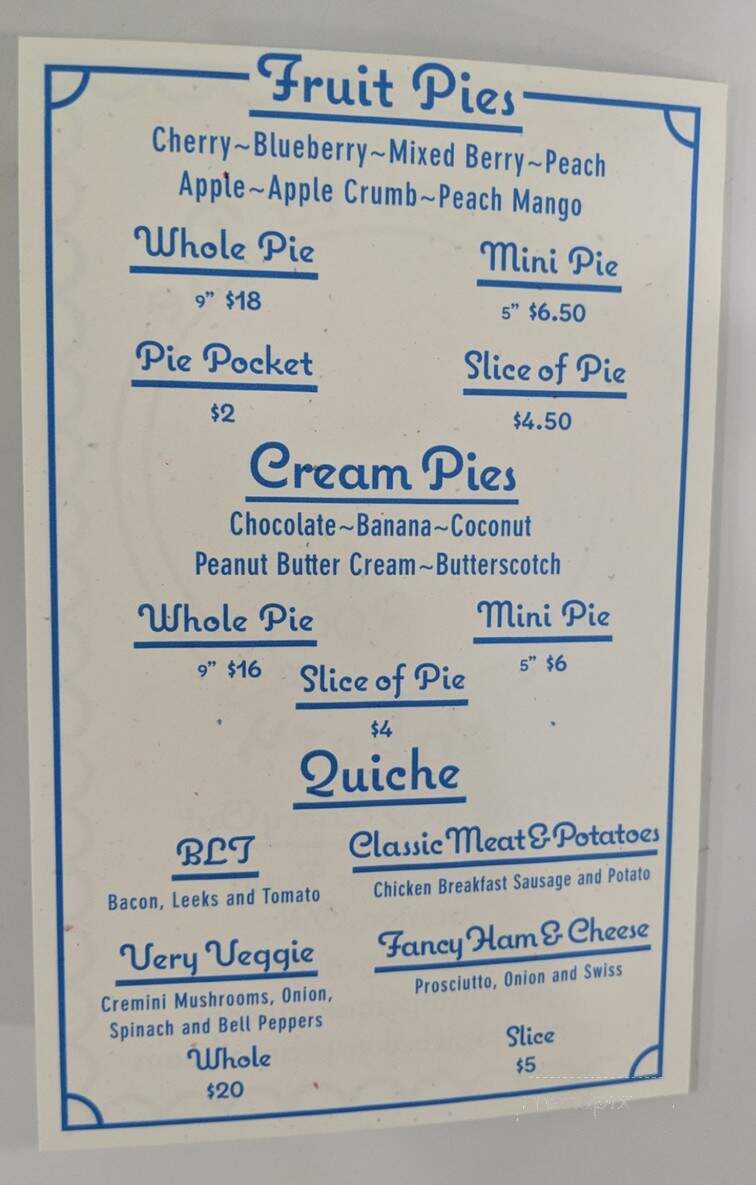 Fruit Pies
Cherry~Blueberry~Mixed Berry~Peach
Apple~Apple Crumb~Peach Mango
Whole Pie
9" $18
Mini Pie
5" $6.50
Pie Pocket
$2
Slice of Pie
$4.50
Cream Pies
Chocolate~Banana~Coconut
Peanut Butter Cream~Butterscotch
Whole Pie
9" $16
Mini Pie
5" $6
Slice of Pie
$4
Quiche
BLT
Bacon, Leeks and Tomato
Classic Meat & Potatoes
Chicken Breakfast Sausage and Potato
Very Veggie
Cremini Mushrooms, Onion,
Spinach and Bell Peppers
Fancy Ham & Cheese
Prosciutto, Onion and Swiss
Whole
$20
Slice
$5